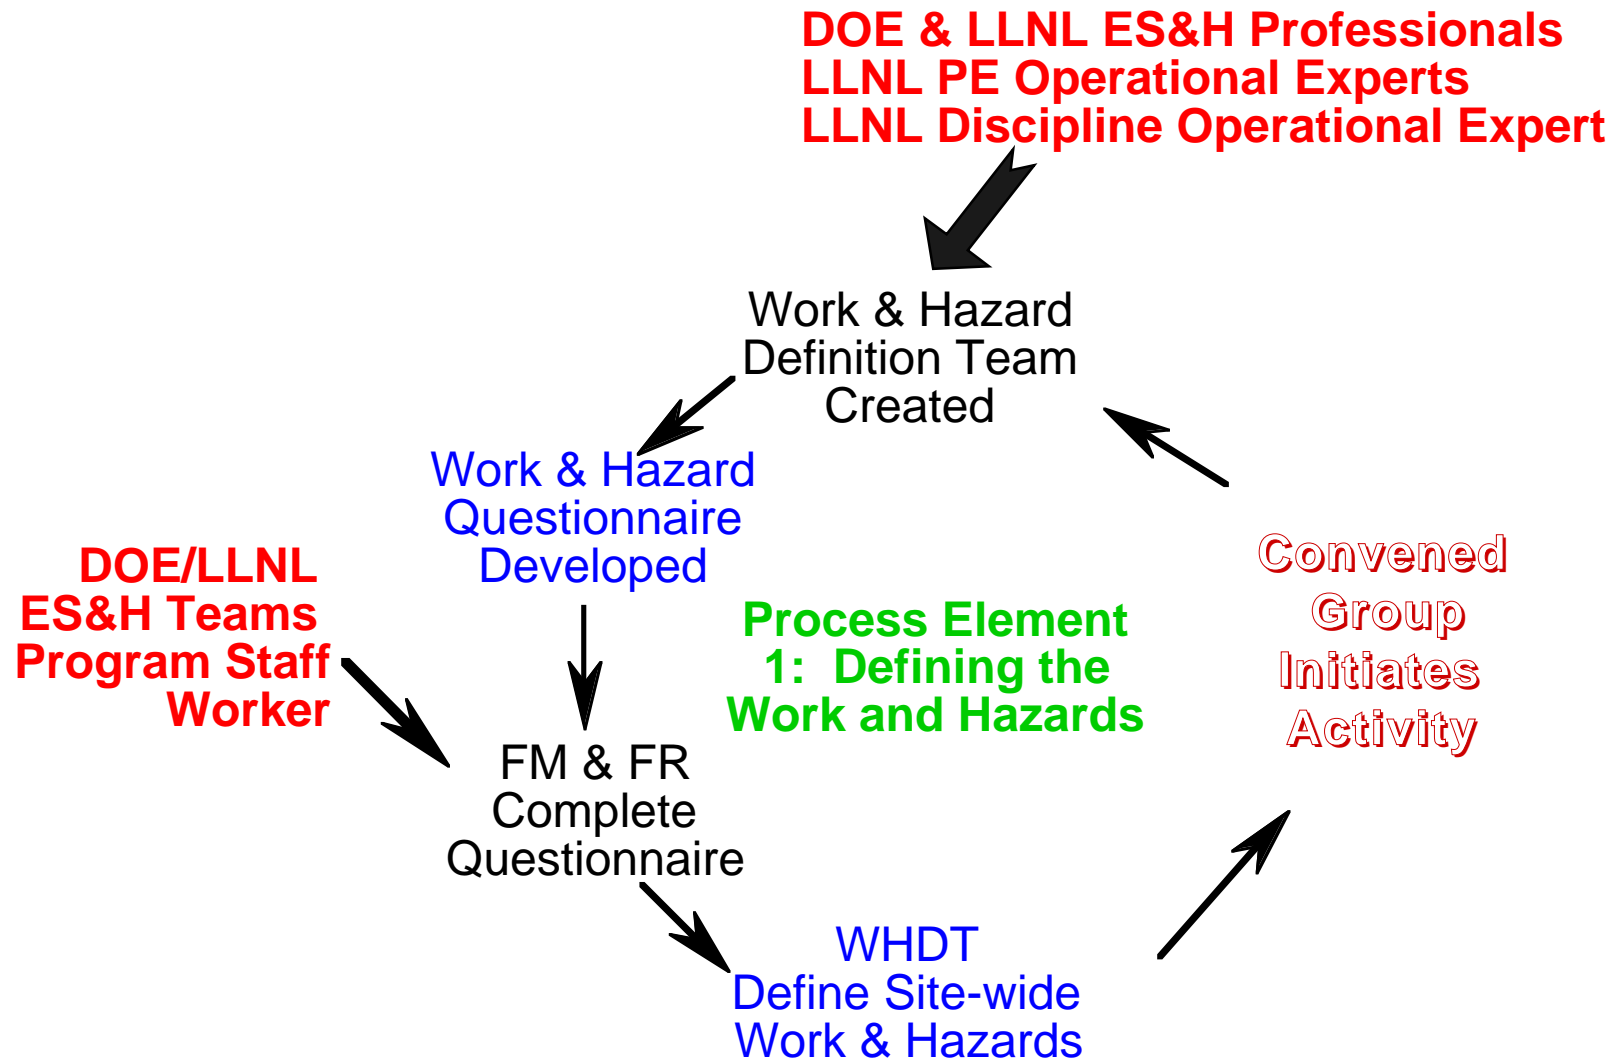 DOE & LLNL ES&H Professionals
LLNL PE Operational Experts
LLNL Discipline Operational Expert
Work & Hazard
Definition Team
Created
Work & Hazard
Questionnaire
Developed
DOE/LLNL
ES&H Teams
Program Staff
Worker
Process Element
1: Defining the
Work and Hazards
Convened
Group
Initiates
Activity
FM & FR
Complete
Questionnaire
WHDT
Define Site-wide
Work & Hazards